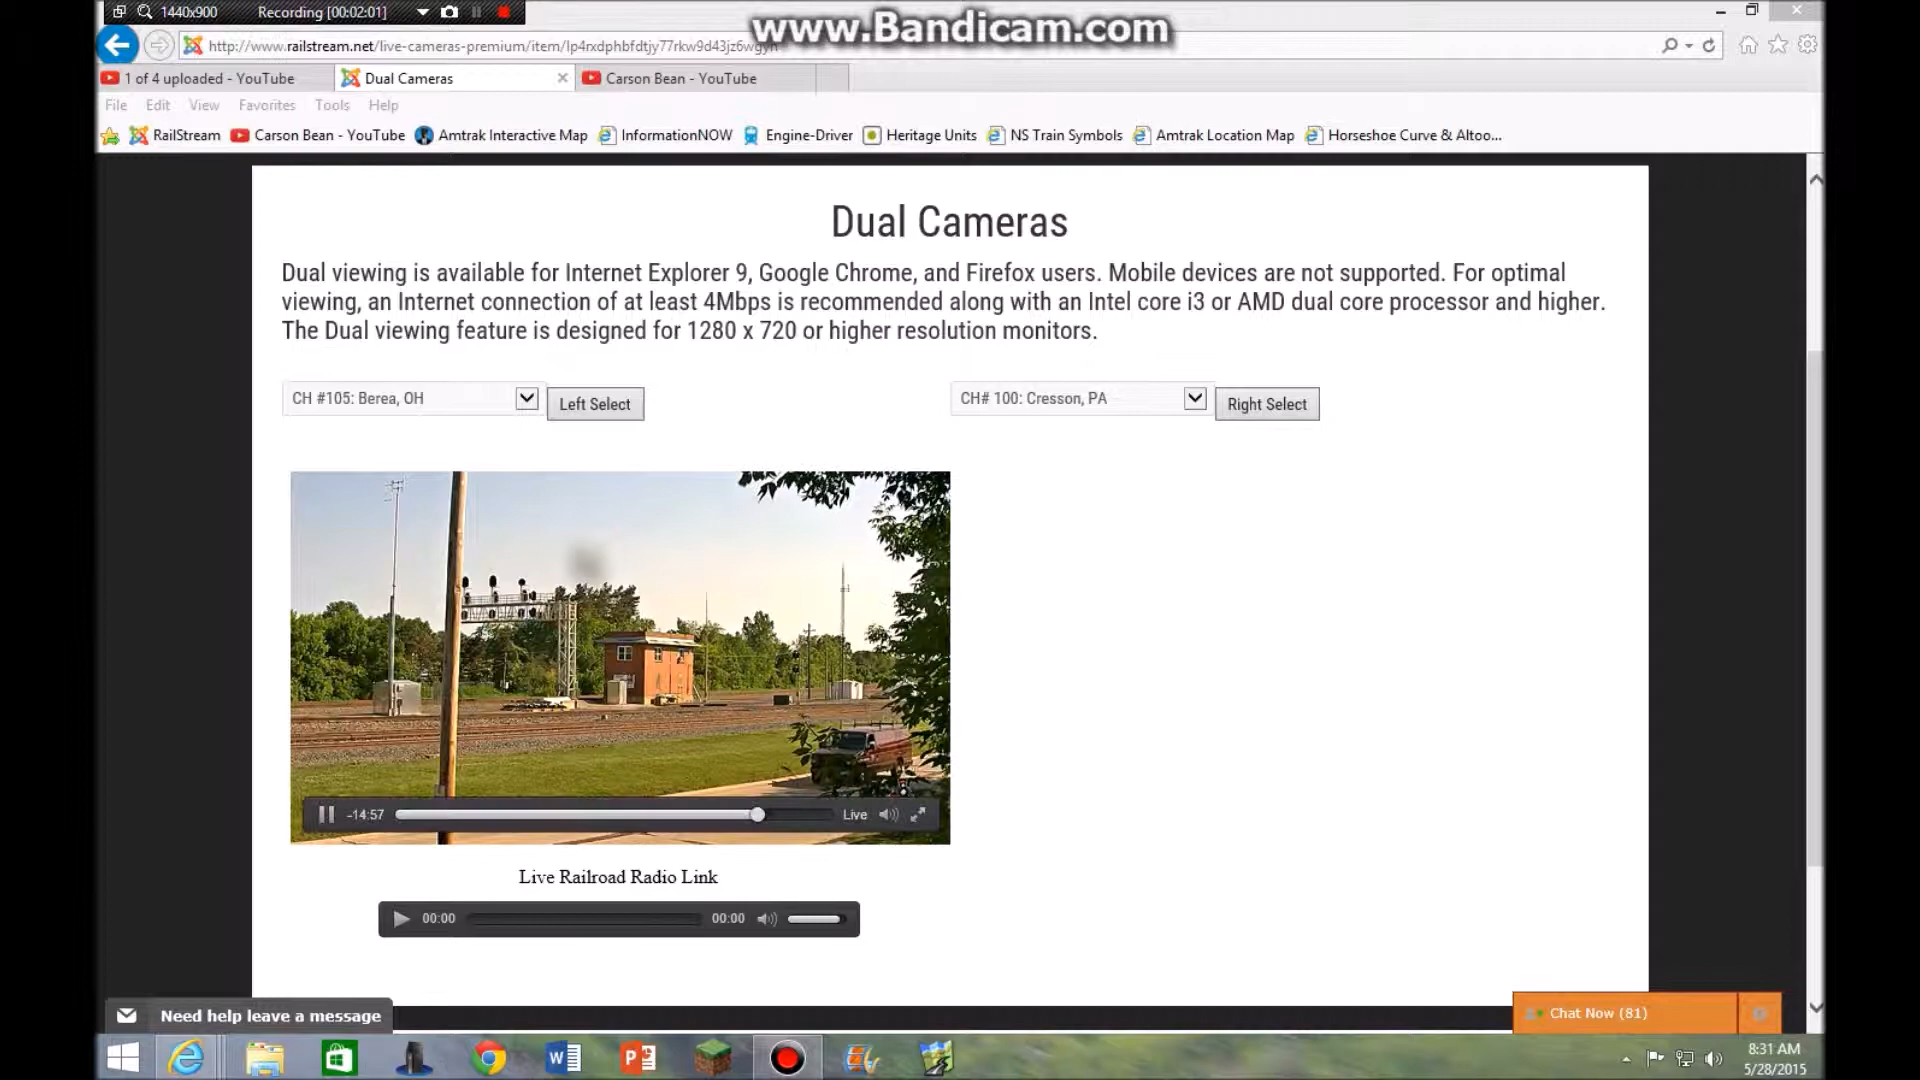 1440x900 Recording [00:02:01]
www.Bandicam.com
http://www.railstream.net/live-cameras-premium/item/lp4rxdphbfdtjy77rkw9d43jz6wgyn
1 of 4 uploaded - YouTube Dual Cameras Carson Bean - YouTube
File Edit View Favorites Tools Help
RailStream Carson Bean - YouTube Amtrak Interactive Map InformationNOW Engine-Driver Heritage Units NS Train Symbols Amtrak Location Map Horseshoe Curve & Altoo...
Dual Cameras
Dual viewing is available for Internet Explorer 9, Google Chrome, and Firefox users. Mobile devices are not supported. For optimal
viewing, an Internet connection of at least 4Mbps is recommended along with an Intel core i3 or AMD dual core processor and higher.
The Dual viewing feature is designed for 1280 x 720 or higher resolution monitors.
CH #105: Berea, OH Left Select CH# 100: Cresson, PA Right Select
-14:57 Live
Live Railroad Radio Link
00:00 00:00
Need help leave a message
Chat Now (81)
8:31 AM
5/28/2015